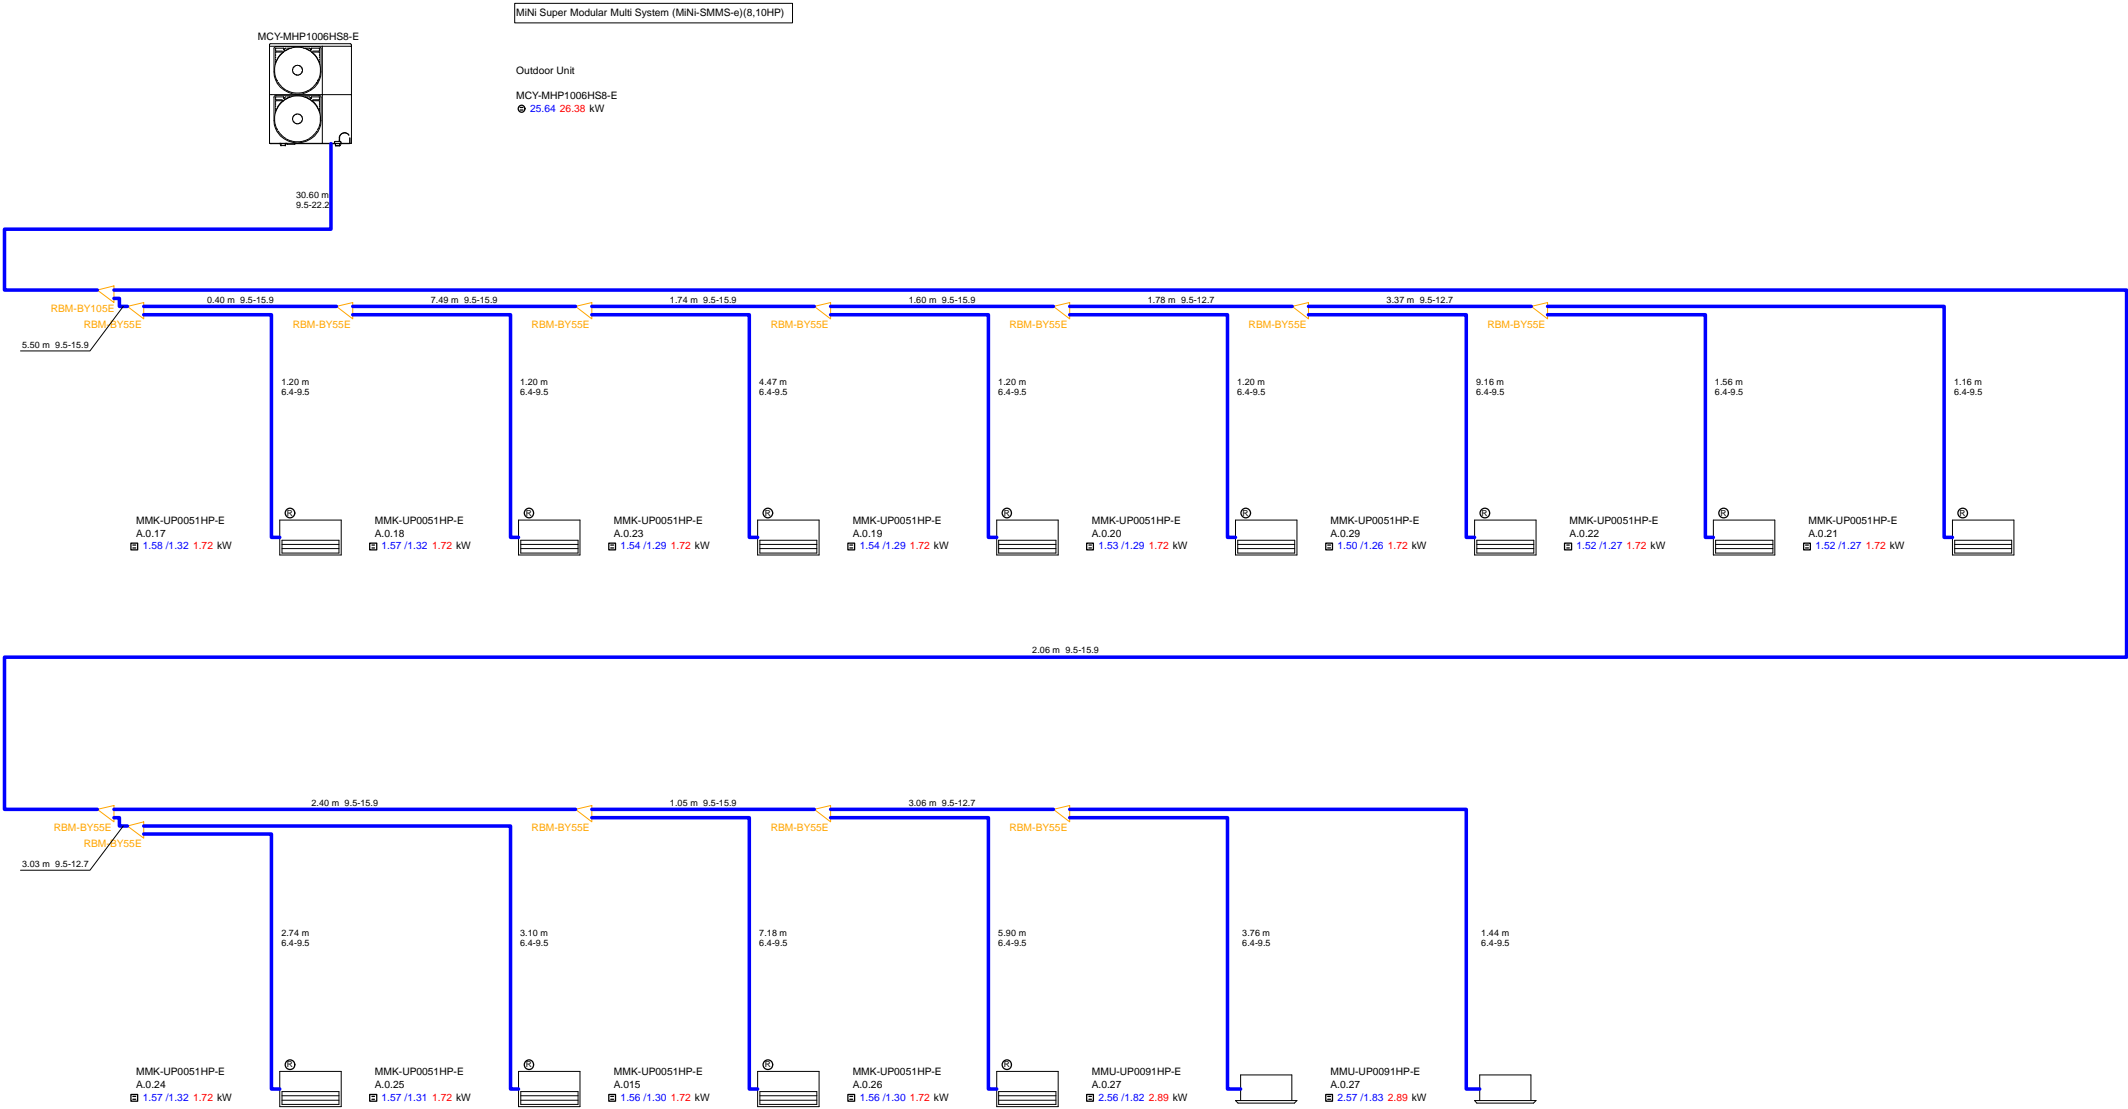 MiNi Super Modular Multi System (MiNi-SMMS-e)(8,10HP)
MCY-MHP1006HS8-E
Outdoor Unit
MCY-MHP1006HS8-E
25.64 26.38 kW
30.60 m
9.5-22.2
0.40 m 9.5-15.9
7.49 m 9.5-15.9
1.74 m 9.5-15.9
1.60 m 9.5-15.9
1.78 m 9.5-12.7
3.37 m 9.5-12.7
RBM-BY105E
RBM-BY55E
RBM-BY55E
RBM-BY55E
RBM-BY55E
RBM-BY55E
RBM-BY55E
RBM-BY55E
5.50 m 9.5-15.9
1.20 m
6.4-9.5
1.20 m
6.4-9.5
4.47 m
6.4-9.5
1.20 m
6.4-9.5
1.20 m
6.4-9.5
9.16 m
6.4-9.5
1.56 m
6.4-9.5
1.16 m
6.4-9.5
MMK-UP0051HP-E
A.0.17
1.58 /1.32 1.72 kW
R
MMK-UP0051HP-E
A.0.18
1.57 /1.32 1.72 kW
R
MMK-UP0051HP-E
A.0.23
1.54 /1.29 1.72 kW
R
MMK-UP0051HP-E
A.0.19
1.54 /1.29 1.72 kW
R
MMK-UP0051HP-E
A.0.20
1.53 /1.29 1.72 kW
R
MMK-UP0051HP-E
A.0.29
1.50 /1.26 1.72 kW
R
MMK-UP0051HP-E
A.0.22
1.52 /1.27 1.72 kW
R
MMK-UP0051HP-E
A.0.21
1.52 /1.27 1.72 kW
R
2.06 m 9.5-15.9
2.40 m 9.5-15.9
1.05 m 9.5-15.9
3.06 m 9.5-12.7
RBM-BY55E
RBM-BY55E
RBM-BY55E
RBM-BY55E
RBM-BY55E
3.03 m 9.5-12.7
2.74 m
6.4-9.5
3.10 m
6.4-9.5
7.18 m
6.4-9.5
5.90 m
6.4-9.5
3.76 m
6.4-9.5
1.44 m
6.4-9.5
MMK-UP0051HP-E
A.0.24
1.57 /1.32 1.72 kW
R
MMK-UP0051HP-E
A.0.25
1.57 /1.31 1.72 kW
R
MMK-UP0051HP-E
A.015
1.56 /1.30 1.72 kW
R
MMK-UP0051HP-E
A.0.26
1.56 /1.30 1.72 kW
R
MMU-UP0091HP-E
A.0.27
2.56 /1.82 2.89 kW
MMU-UP0091HP-E
A.0.27
2.57 /1.83 2.89 kW